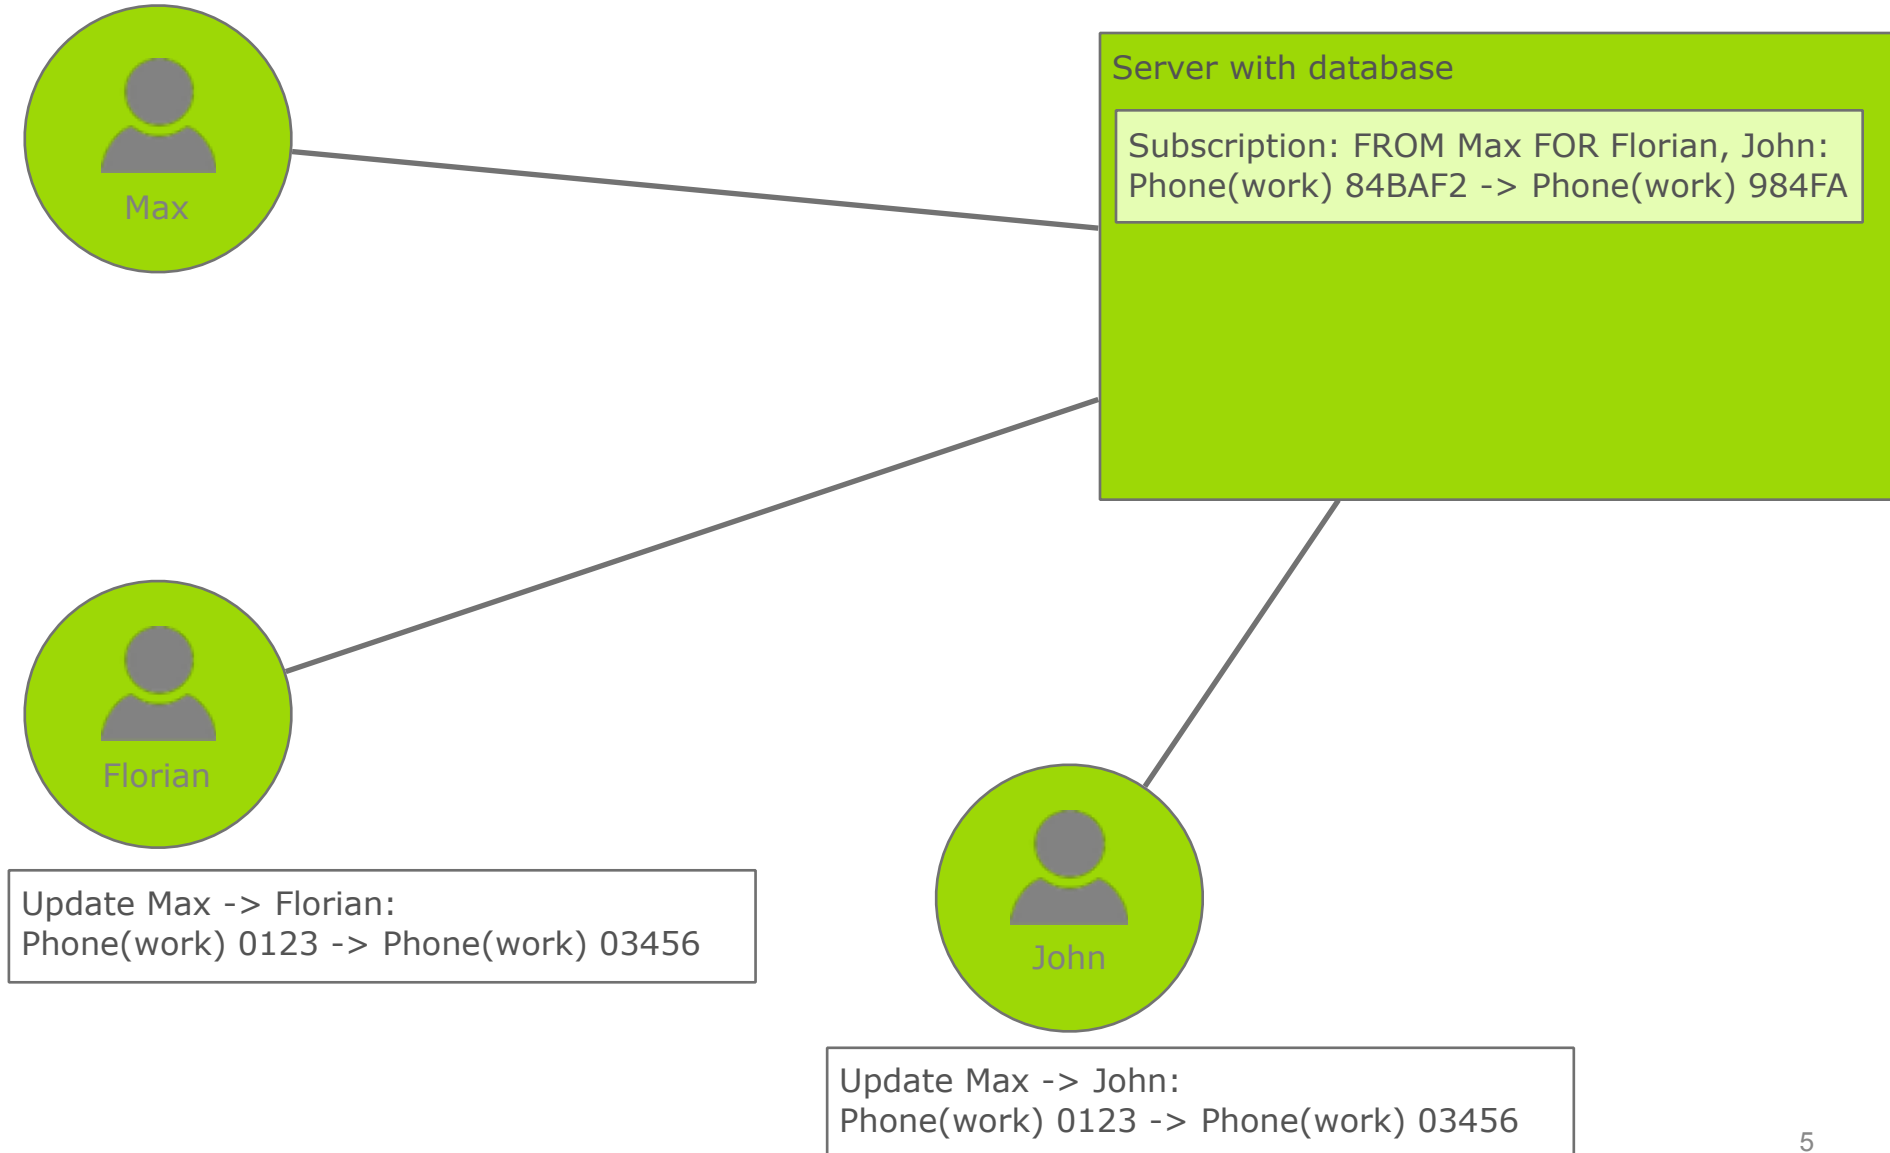 Max
Server with database
Subscription: FROM Max FOR Florian, John:
Phone(work) 84BAF2 -> Phone(work) 984FA
Florian
Update Max -> Florian:
Phone(work) 0123 -> Phone(work) 03456
John
Update Max -> John:
Phone(work) 0123 -> Phone(work) 03456
5